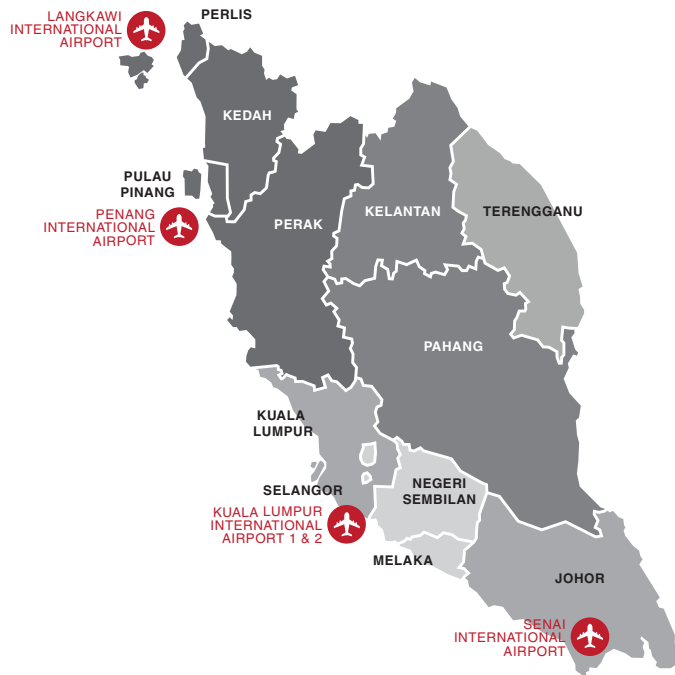 LANGKAWI
INTERNATIONAL
AIRPORT
PERLIS
KEDAH
PULAU
PINANG
PENANG
INTERNATIONAL
AIRPORT
PERAK
KELANTAN
TERENGGANU
PAHANG
KUALA
LUMPUR
SELANGOR
NEGERI
SEMBILAN
KUALA LUMPUR
INTERNATIONAL
AIRPORT 1 & 2
MELAKA
JOHOR
SENAI
INTERNATIONAL
AIRPORT